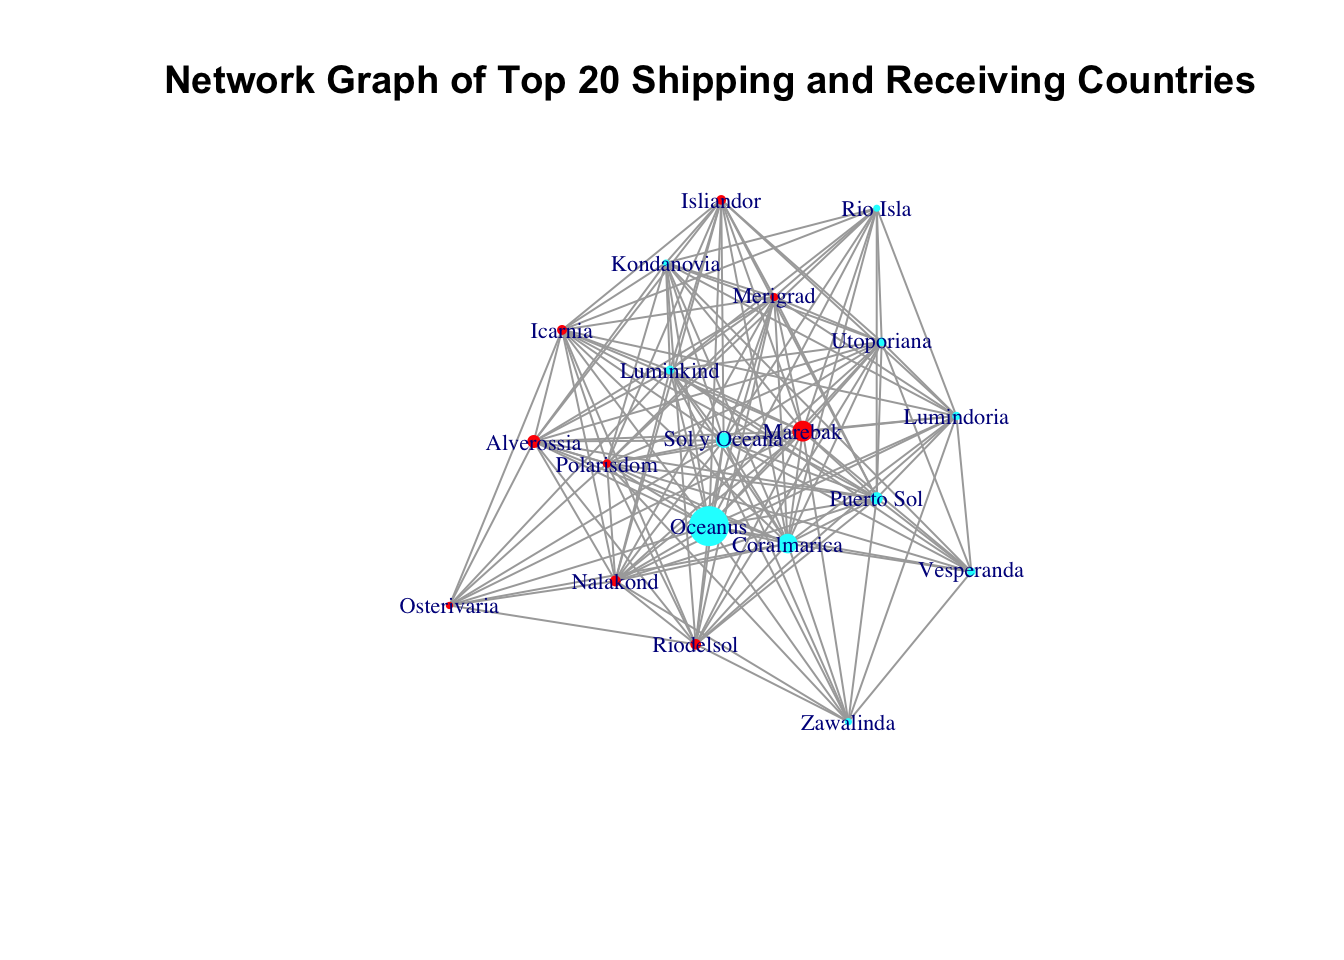 Network Graph of Top 20 Shipping and Receiving Countries
Isliandor
Rio Isla
Kondanovia
Merigrad
Icarnia
Utoporiana
Luminkind
Lumindoria
Marebak
Sol y Oceana
Alverossia
Polarisdom
Puerto Sol
Oceanus
Coralmarica
Vesperanda
Nalakond
Osterivaria
Riodelsol
Zawalinda